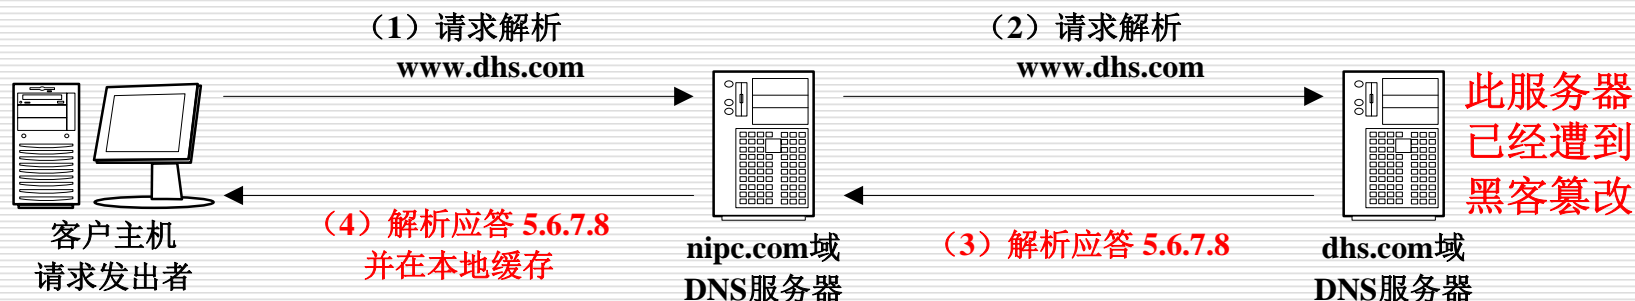 （1）请求解析
www.dhs.com
（2）请求解析
www.dhs.com
此服务器
已经遭到
黑客篡改
（4）解析应答 5.6.7.8
并在本地缓存
（3）解析应答 5.6.7.8
客户主机
请求发出者
nipc.com域
DNS服务器
dhs.com域
DNS服务器